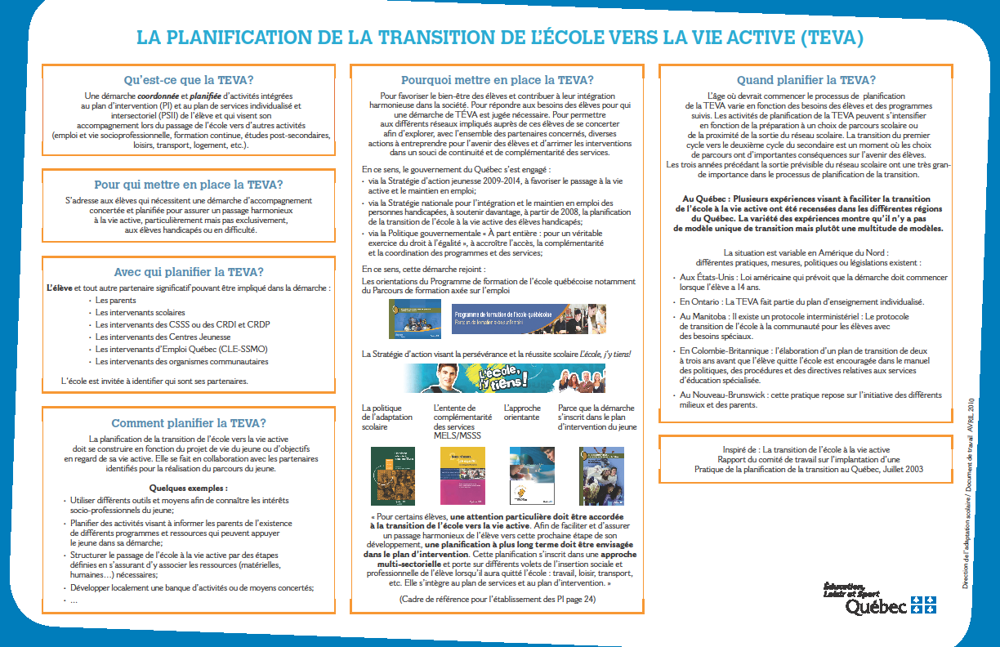 LA PLANIFICATION DE LA TRANSITION DE L'ÉCOLE VERS LA VIE ACTIVE (TEVA)
Qu'est-ce que la TEVA?
Une démarche coordonnée et planifiée d'activités intégrées
au plan d'intervention (PI) et au plan de services individualisé et
intersectoriel (PSII) de l'élève et qui visent son
accompagnement lors du passage de l'école vers d'autres activités
(emploi et vie socioprofessionnelle, formation continue, études post-secondaires,
loisirs, transport, logement, etc.).
Pour qui mettre en place la TEVA?
S'adresse aux élèves qui nécessitent une démarche d'accompagnement
concertée et planifiée pour assurer un passage harmonieux
à la vie active, particulièrement mais pas exclusivement,
aux élèves handicapés ou en difficulté.
Avec qui planifier la TEVA?
L'élève et tout autre partenaire significatif pouvant être impliqué dans la démarche :
· Les parents
· Les intervenants scolaires
· Les intervenants des CSSS ou des CRDI et CRDP
· Les intervenants des Centres Jeunesse
· Les intervenants d'Emploi Québec (CLE-SSMO)
· Les intervenants des organismes communautaires
L'école est invitée à identifier qui sont ses partenaires.
Comment planifier la TEVA?
La planification de la transition de l'école vers la vie active
doit se construire en fonction du projet de vie du jeune ou d'objectifs
en regard de sa vie active. Elle se fait en collaboration avec les partenaires
identifiés pour la réalisation du parcours du jeune.
Quelques exemples :
· Utiliser différents outils et moyens afin de connaître les intérêts
socio-professionnels du jeune;
· Planifier des activités visant à informer les parents de l'existence
de différents programmes et ressources qui peuvent appuyer
le jeune dans sa démarche;
· Structurer le passage de l'école à la vie active par des étapes
définies en s'assurant d'y associer les ressources (matérielles,
humaines…) nécessaires;
· Développer localement une banque d'activités ou de moyens concertés;
· …
Pourquoi mettre en place la TEVA?
Pour favoriser le bien-être des élèves et contribuer à leur intégration
harmonieuse dans la société. Pour répondre aux besoins des élèves pour qui
une démarche de TÉVA est jugée nécessaire. Pour permettre
aux différents réseaux impliqués auprès de ces élèves de se concerter
afin d'explorer, avec l'ensemble des partenaires concernés, diverses
actions à entreprendre pour l'avenir des élèves et d'arrimer les interventions
dans un souci de continuité et de complémentarité des services.
En ce sens, le gouvernement du Québec s'est engagé :
· via la Stratégie d'action jeunesse 2009-2014, à favoriser le passage à la vie
active et le maintien en emploi;
· via la Stratégie nationale pour l'intégration et le maintien en emploi des
personnes handicapées, à soutenir davantage, à partir de 2008, la planification
de la transition de l'école à la vie active des élèves handicapés;
· via la Politique gouvernementale « À part entière : pour un véritable
exercice du droit à l'égalité », à accroître l'accès, la complémentarité
et la coordination des programmes et des services;
En ce sens, cette démarche rejoint :
Les orientations du Programme de formation de l'école québécoise notamment
du Parcours de formation axée sur l'emploi
Programme de formation de l'école québécoise
Parcours de formation axée sur l'emploi
La Stratégie d'action visant la persévérance et la réussite scolaire L'école, j'y tiens!
L'école,
j'y tiens!
La politique
de l'adaptation
scolaire
L'entente de
complémentarité
des services
MELS/MSSS
L'approche
orientante
Parce que la démarche
s'inscrit dans le plan
d'intervention du jeune
« Pour certains élèves, une attention particulière doit être accordée
à la transition de l'école vers la vie active. Afin de faciliter et d'assurer
un passage harmonieux de l'élève vers cette prochaine étape de son
développement, une planification à plus long terme doit être envisagée
dans le plan d'intervention. Cette planification s'inscrit dans une approche
multi-sectorielle et porte sur différents volets de l'insertion sociale et
professionnelle de l'élève lorsqu'il aura quitté l'école : travail, loisir, transport,
etc. Elle s'intègre au plan de services et au plan d'intervention. »
(Cadre de référence pour l'établissement des PI page 24)
Quand planifier la TEVA?
L'âge où devrait commencer le processus de planification
de la TEVA varie en fonction des besoins des élèves et des programmes
suivis. Les activités de planification de la TEVA peuvent s'intensifier
en fonction de la préparation à un choix de parcours scolaire ou
de la proximité de la sortie du réseau scolaire. La transition du premier
cycle vers le deuxième cycle du secondaire est un moment où les choix
de parcours ont d'importantes conséquences sur l'avenir des élèves.
Les trois années précédant la sortie prévisible du réseau scolaire ont une très gran-
de importance dans le processus de planification de la transition.
Au Québec : Plusieurs expériences visant à faciliter la transition
de l'école à la vie active ont été recensées dans les différentes régions
du Québec. La variété des expériences montre qu'il n'y a pas
de modèle unique de transition mais plutôt une multitude de modèles.
La situation est variable en Amérique du Nord :
différentes pratiques, mesures, politiques ou législations existent :
· Aux États-Unis : Loi américaine qui prévoit que la démarche doit commencer
lorsque l'élève a 14 ans.
· En Ontario : La TEVA fait partie du plan d'enseignement individualisé.
· Au Manitoba : Il existe un protocole interministériel : Le protocole
de transition de l'école à la communauté pour les élèves avec
des besoins spéciaux.
· En Colombie-Britannique : l'élaboration d'un plan de transition de deux
à trois ans avant que l'élève quitte l'école est encouragée dans le manuel
des politiques, des procédures et des directives relatives aux services
d'éducation spécialisée.
· Au Nouveau-Brunswick : cette pratique repose sur l'initiative des différents
milieux et des parents.
Inspiré de : La transition de l'école à la vie active
Rapport du comité de travail sur l'implantation d'une
Pratique de la planification de la transition au Québec, Juillet 2003
Direction de l'adaptation scolaire / Document de travail AVRIL 2010
Éducation,
Loisir et Sport
Québec